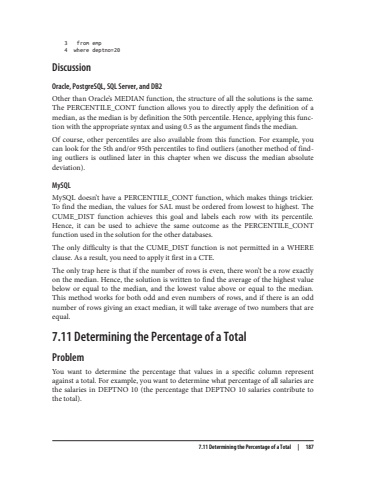 3 from emp
4 where deptno=20
Discussion
Oracle, PostgreSQL, SQL Server, and DB2
Other than Oracle's MEDIAN function, the structure of all the solutions is the same.
The PERCENTILE_CONT function allows you to directly apply the definition of a
median, as the median is by definition the 50th percentile. Hence, applying this func-
tion with the appropriate syntax and using 0.5 as the argument finds the median.
Of course, other percentiles are also available from this function. For example, you
can look for the 5th and/or 95th percentiles to find outliers (another method of find-
ing outliers is outlined later in this chapter when we discuss the median absolute
deviation).
MySQL
MySQL doesn't have a PERCENTILE_CONT function, which makes things trickier.
To find the median, the values for SAL must be ordered from lowest to highest. The
CUME_DIST function achieves this goal and labels each row with its percentile.
Hence, it can be used to achieve the same outcome as the PERCENTILE_CONT
function used in the solution for the other databases.
The only difficulty is that the CUME_DIST function is not permitted in a WHERE
clause. As a result, you need to apply it first in a CTE.
The only trap here is that if the number of rows is even, there won't be a row exactly
on the median. Hence, the solution is written to find the average of the highest value
below or equal to the median, and the lowest value above or equal to the median.
This method works for both odd and even numbers of rows, and if there is an odd
number of rows giving an exact median, it will take average of two numbers that are
equal.
7.11 Determining the Percentage of a Total
Problem
You want to determine the percentage that values in a specific column represent
against a total. For example, you want to determine what percentage of all salaries are
the salaries in DEPTNO 10 (the percentage that DEPTNO 10 salaries contribute to
the total).
7.11 Determining the Percentage of a Total | 187